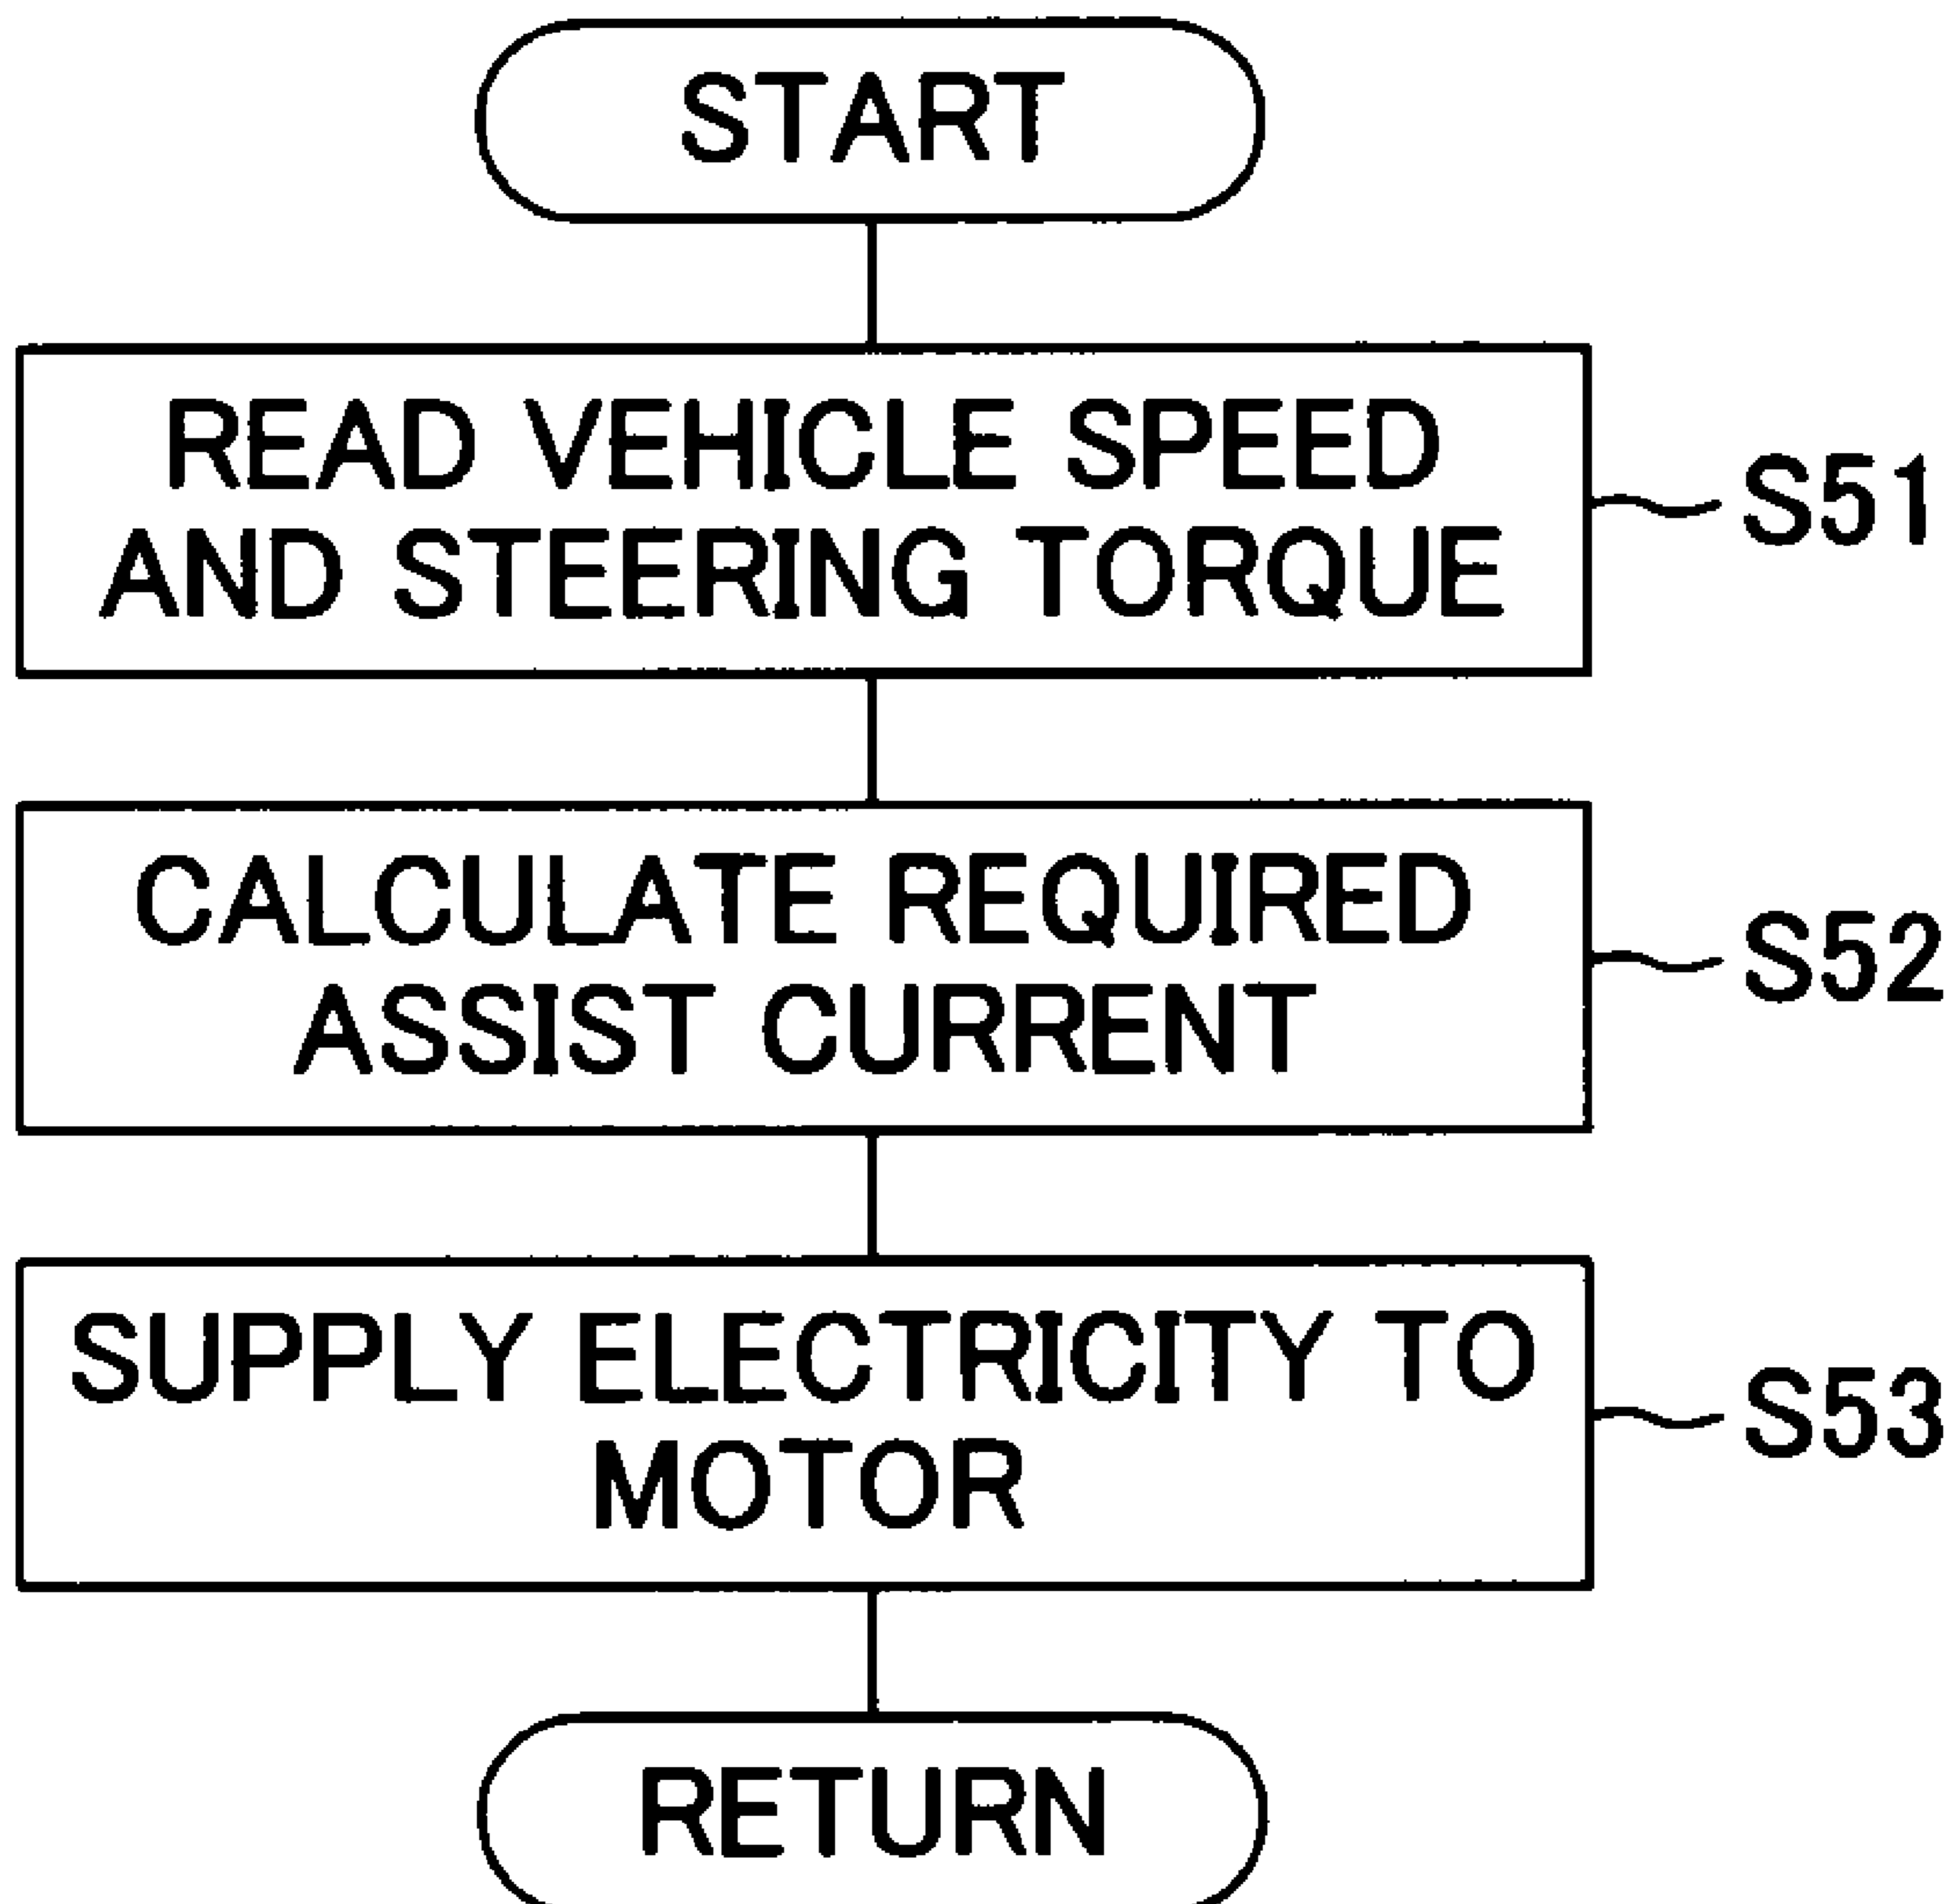 START
READ VEHICLE SPEED
AND STEERING TORQUE
S51
CALCULATE REQUIRED
ASSIST CURRENT
S52
SUPPLY ELECTRICITY TO
MOTOR
S53
RETURN